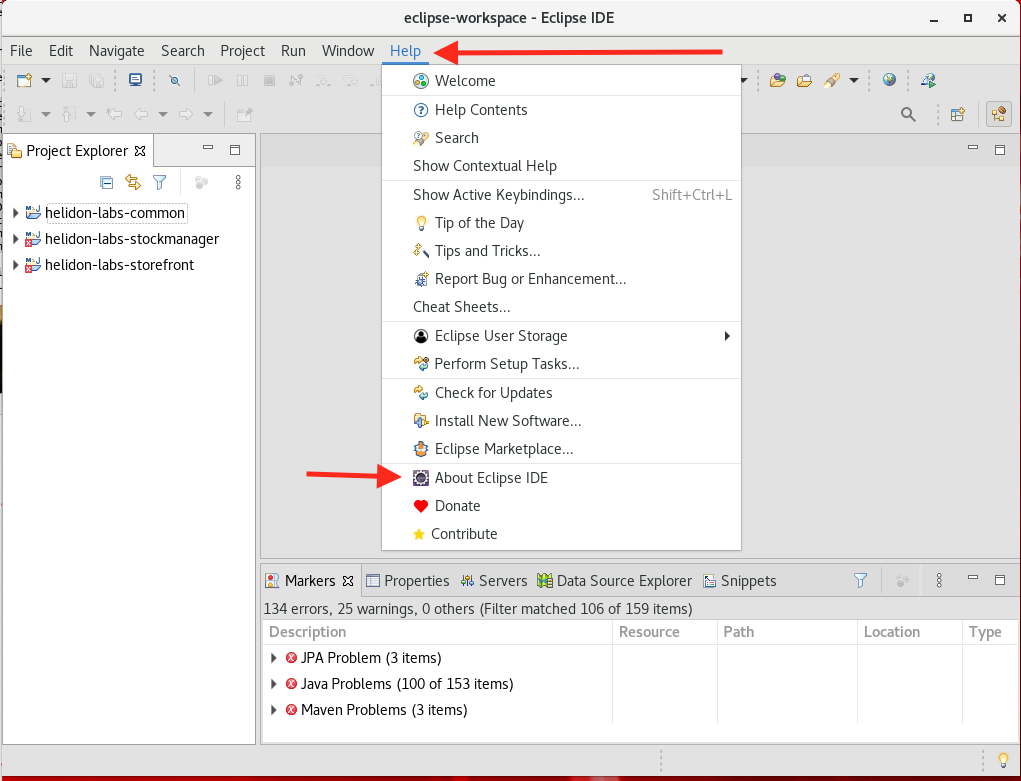 eclipse-workspace - Eclipse IDE
File Edit Navigate Search Project Run Window Help
Welcome
Help Contents
Search
Show Contextual Help
Show Active Keybindings... Shift+Ctrl+L
Tip of the Day
Tips and Tricks...
Report Bug or Enhancement...
Cheat Sheets...
Eclipse User Storage
Perform Setup Tasks...
Check for Updates
Install New Software...
Eclipse Marketplace...
About Eclipse IDE
Donate
Contribute
Project Explorer
helidon-labs-common
helidon-labs-stockmanager
helidon-labs-storefront
Markers Properties Servers Data Source Explorer Snippets
134 errors, 25 warnings, 0 others (Filter matched 106 of 159 items)
Description Resource Path Location Type
JPA Problem (3 items)
Java Problems (100 of 153 items)
Maven Problems (3 items)